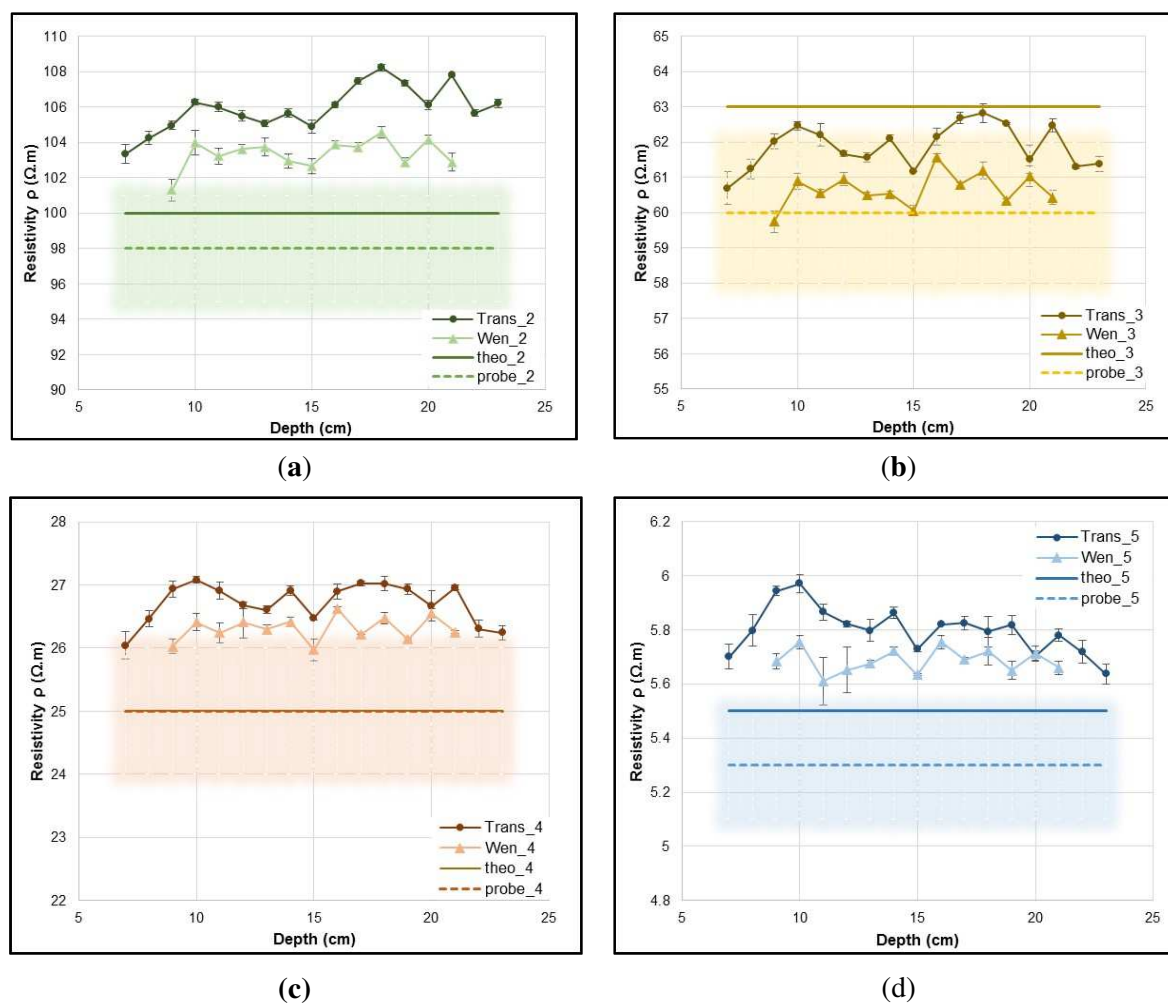 110
108
106
104
102
100
98
96
94
92
90
Resistivity ρ (Ω.m)
5 10 15 20 25
Depth (cm)
Trans_2
Wen_2
theo_2
probe_2
(a)
65
64
63
62
61
60
59
58
57
56
55
Resistivity ρ (Ω.m)
5 10 15 20 25
Depth (cm)
Trans_3
Wen_3
theo_3
probe_3
(b)
28
27
26
25
24
23
22
Resistivity ρ (Ω.m)
5 10 15 20 25
Depth (cm)
Trans_4
Wen_4
theo_4
probe_4
(c)
6.2
6
5.8
5.6
5.4
5.2
5
4.8
Resistivity ρ (Ω.m)
5 10 15 20 25
Depth (cm)
Trans_5
Wen_5
theo_5
probe_5
(d)